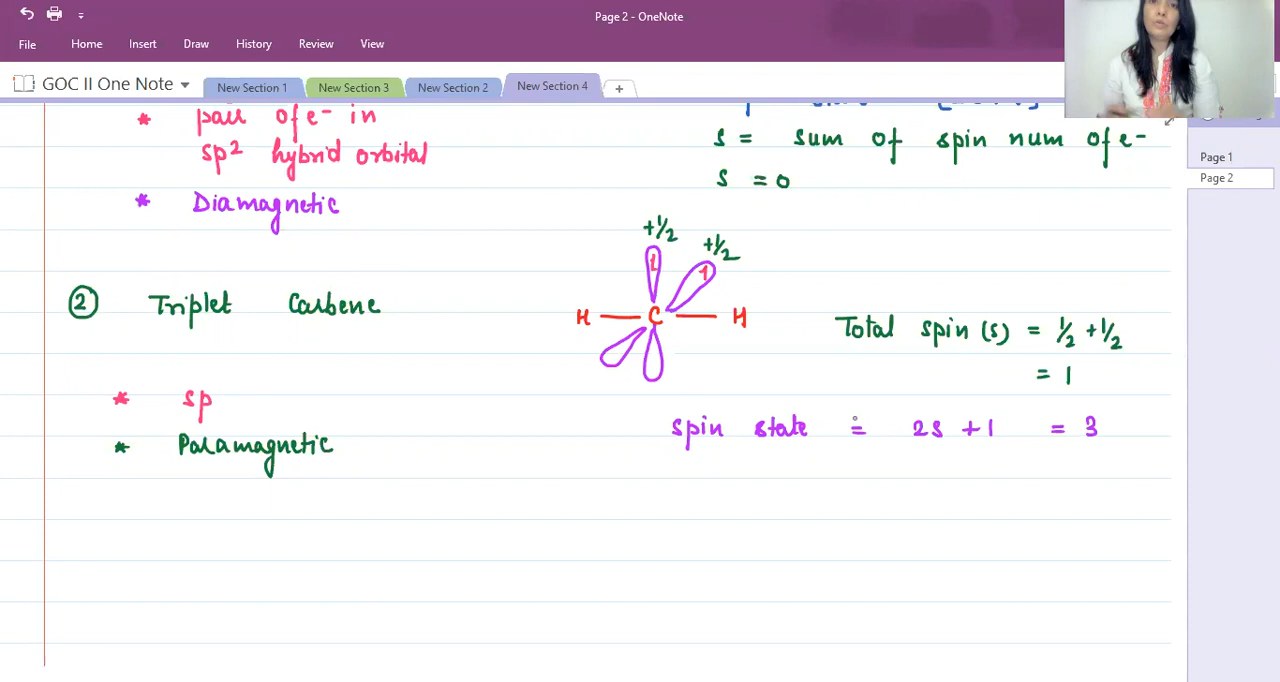 Page 2 - OneNote
File Home Insert Draw History Review View
GOC II One Note New Section 1 New Section 3 New Section 2 New Section 4 +
Page 1
Page 2
* pair of e- in
sp² hybrid orbital
* Diamagnetic
s = sum of spin num of e-
s = 0
② Triplet Carbene
* sp
* Paramagnetic
+1/2 +1/2
1 1
H — C — H
Total spin (s) = 1/2 + 1/2
= 1
spin state = 2s + 1 = 3